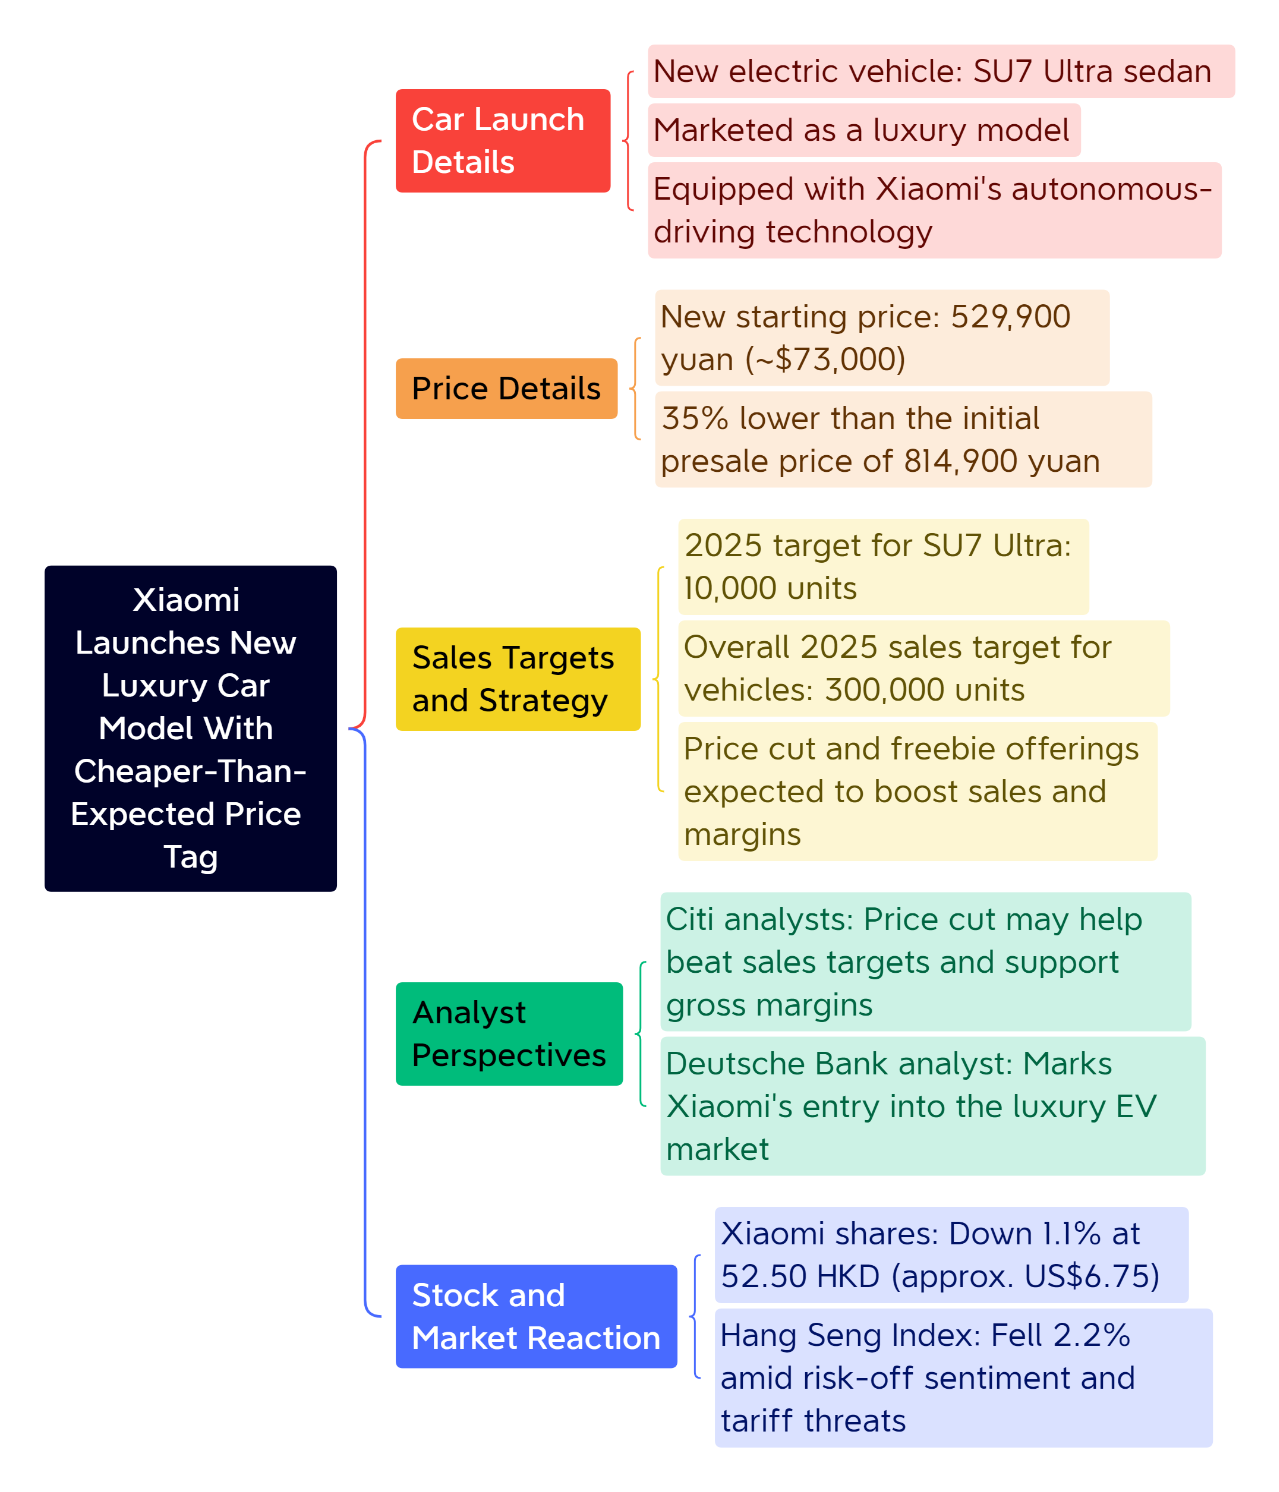 New electric vehicle: SU7 Ultra sedan
Car Launch
Details
Marketed as a luxury model
Equipped with Xiaomi's autonomous-
driving technology
New starting price: 529,900
yuan (~$73,000)
Price Details
35% lower than the initial
presale price of 814,900 yuan
2025 target for SU7 Ultra:
10,000 units
Xiaomi
Launches New
Luxury Car
Model With
Cheaper-Than-
Expected Price
Tag
Sales Targets
and Strategy
Overall 2025 sales target for
vehicles: 300,000 units
Price cut and freebie offerings
expected to boost sales and
margins
Citi analysts: Price cut may help
beat sales targets and support
gross margins
Analyst
Perspectives
Deutsche Bank analyst: Marks
Xiaomi's entry into the luxury EV
market
Xiaomi shares: Down 1.1% at
52.50 HKD (approx. US$6.75)
Stock and
Market Reaction
Hang Seng Index: Fell 2.2%
amid risk-off sentiment and
tariff threats